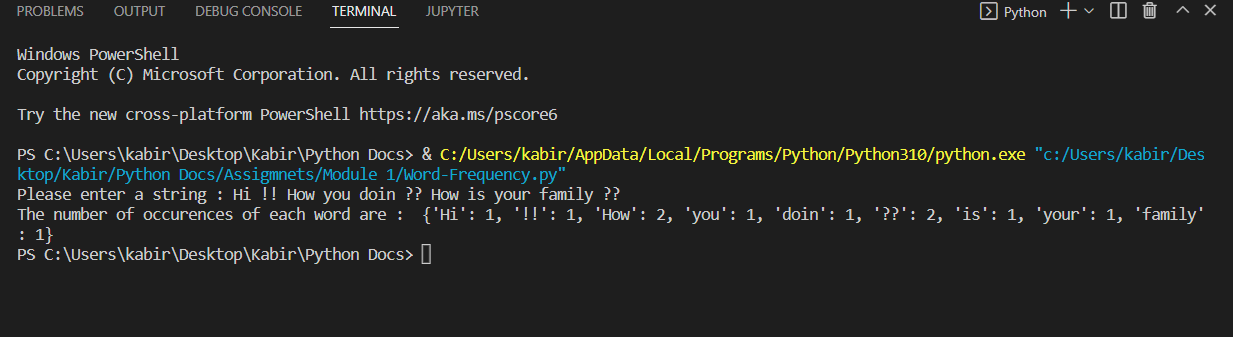 PROBLEMS OUTPUT DEBUG CONSOLE TERMINAL JUPYTER Python
Windows PowerShell
Copyright (C) Microsoft Corporation. All rights reserved.
Try the new cross-platform PowerShell https://aka.ms/pscore6
PS C:\Users\kabir\Desktop\Kabir\Python Docs> & C:/Users/kabir/AppData/Local/Programs/Python/Python310/python.exe "c:/Users/kabir/Des
ktop/Kabir/Python Docs/Assigmnets/Module 1/Word-Frequency.py"
Please enter a string : Hi !! How you doin ?? How is your family ??
The number of occurences of each word are :  {'Hi': 1, '!!': 1, 'How': 2, 'you': 1, 'doin': 1, '??': 2, 'is': 1, 'your': 1, 'family'
: 1}
PS C:\Users\kabir\Desktop\Kabir\Python Docs>